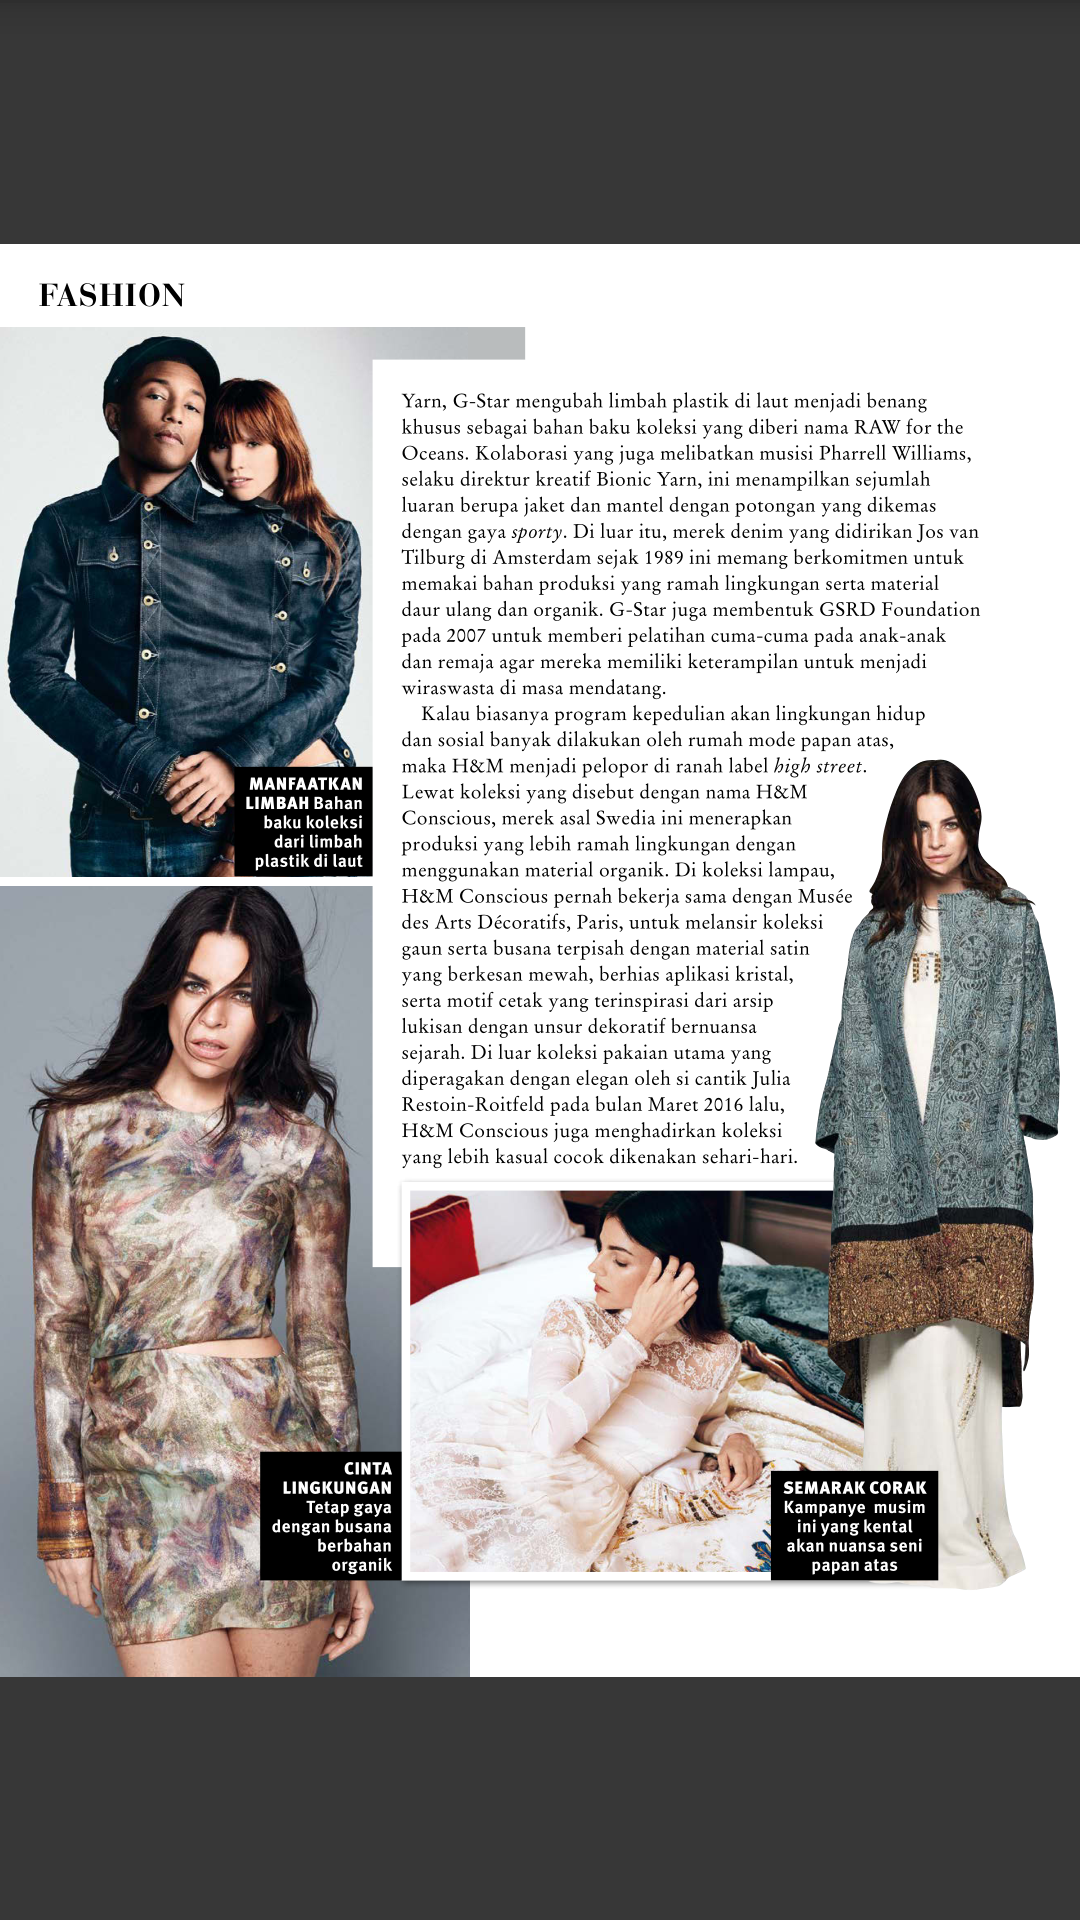 FASHION
Yarn, G-Star mengubah limbah plastik di laut menjadi benang
khusus sebagai bahan baku koleksi yang diberi nama RAW for the
Oceans. Kolaborasi yang juga melibatkan musisi Pharrell Williams,
selaku direktur kreatif Bionic Yarn, ini menampilkan sejumlah
luaran berupa jaket dan mantel dengan potongan yang dikemas
dengan gaya sporty. Di luar itu, merek denim yang didirikan Jos van
Tilburg di Amsterdam sejak 1989 ini memang berkomitmen untuk
memakai bahan produksi yang ramah lingkungan serta material
daur ulang dan organik. G-Star juga membentuk GSRD Foundation
pada 2007 untuk memberi pelatihan cuma-cuma pada anak-anak
dan remaja agar mereka memiliki keterampilan untuk menjadi
wiraswasta di masa mendatang.
Kalau biasanya program kepedulian akan lingkungan hidup
dan sosial banyak dilakukan oleh rumah mode papan atas,
maka H&M menjadi pelopor di ranah label high street.
Lewat koleksi yang disebut dengan nama H&M
Conscious, merek asal Swedia ini menerapkan
produksi yang lebih ramah lingkungan dengan
menggunakan material organik. Di koleksi lampau,
H&M Conscious pernah bekerja sama dengan Musée
des Arts Décoratifs, Paris, untuk melansir koleksi
gaun serta busana terpisah dengan material satin
yang berkesan mewah, berhias aplikasi kristal,
serta motif cetak yang terinspirasi dari arsip
lukisan dengan unsur dekoratif bernuansa
sejarah. Di luar koleksi pakaian utama yang
diperagakan dengan elegan oleh si cantik Julia
Restoin-Roitfeld pada bulan Maret 2016 lalu,
H&M Conscious juga menghadirkan koleksi
yang lebih kasual cocok dikenakan sehari-hari.
MANFAATKAN
LIMBAH Bahan
baku koleksi
dari limbah
plastik di laut
CINTA
LINGKUNGAN
Tetap gaya
dengan busana
berbahan
organik
SEMARAK CORAK
Kampanye musim
ini yang kental
akan nuansa seni
papan atas